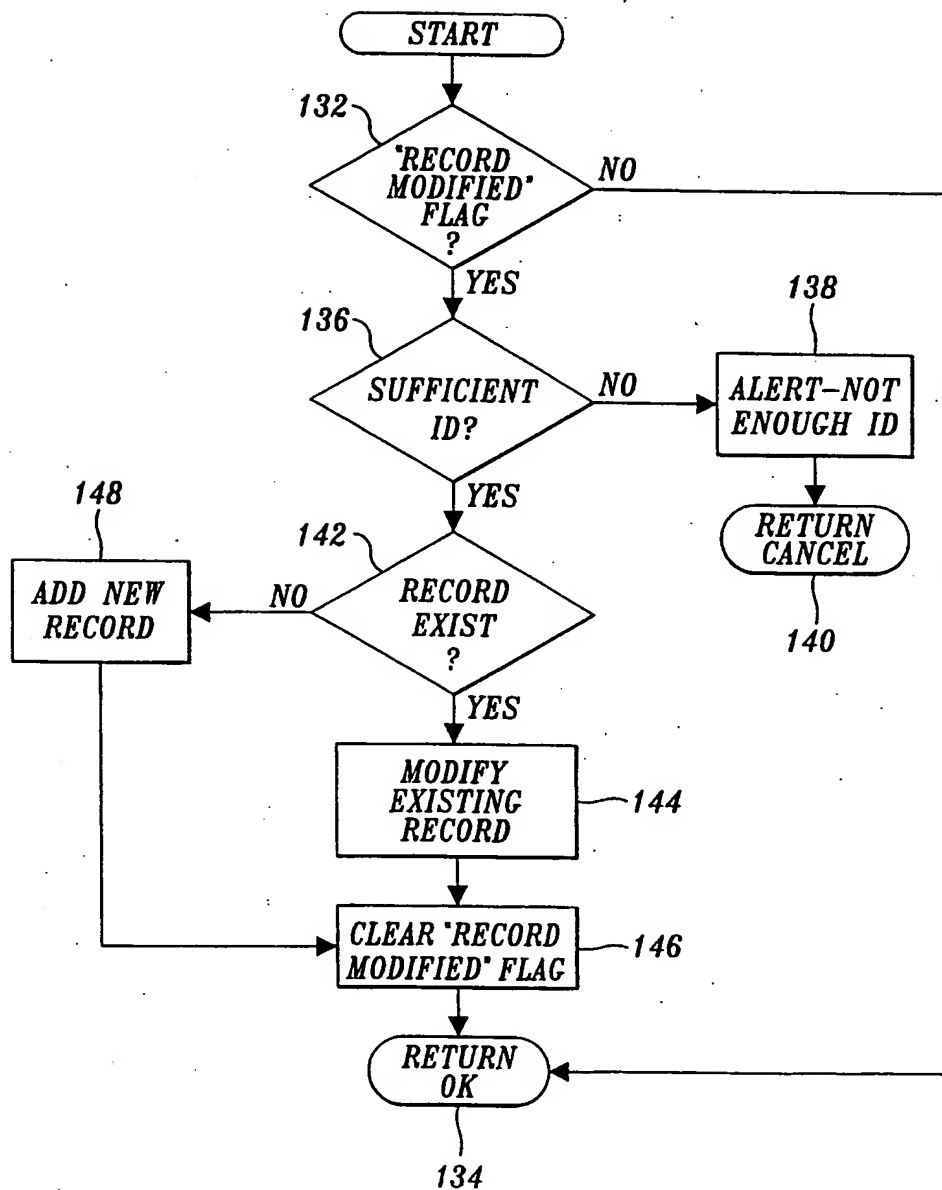 START
132
"RECORD
MODIFIED"
FLAG
?
NO
YES
136
SUFFICIENT
ID?
NO
138
ALERT-NOT
ENOUGH ID
YES
RETURN
CANCEL
140
148
ADD NEW
RECORD
NO
142
RECORD
EXIST
?
YES
MODIFY
EXISTING
RECORD
144
CLEAR "RECORD
MODIFIED" FLAG
146
RETURN
OK
134